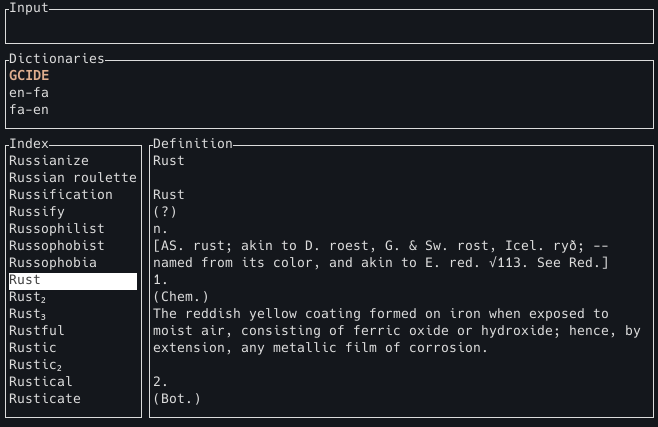 Input
Dictionaries
GCIDE
en-fa
fa-en
Index
Russianize
Russian roulette
Russification
Russify
Russophilist
Russophobist
Russophobia
Rust
Rust₂
Rust₃
Rustful
Rustic
Rustic₂
Rustical
Rusticate
Definition
Rust
Rust
(?)
n.
[AS. rust; akin to D. roest, G. & Sw. rost, Icel. ryð; --
named from its color, and akin to E. red. √113. See Red.]
1.
(Chem.)
The reddish yellow coating formed on iron when exposed to
moist air, consisting of ferric oxide or hydroxide; hence, by
extension, any metallic film of corrosion.
2.
(Bot.)